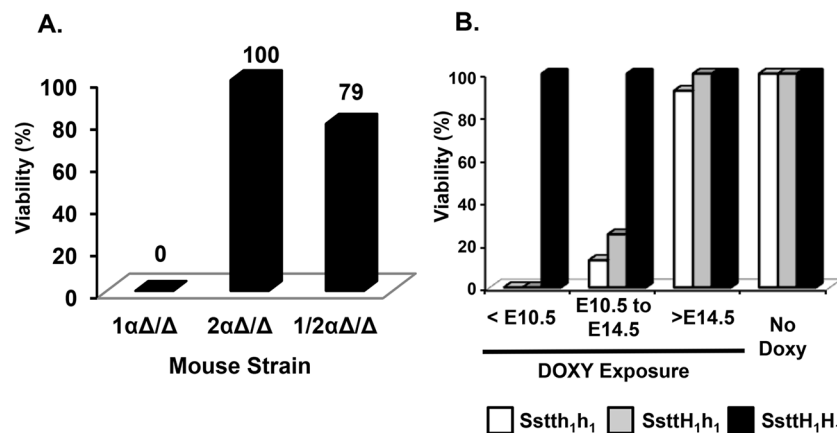 A.
B.
100
79
0
Viability (%)
100
80
60
40
20
0
1αΔ/Δ 2αΔ/Δ 1/2αΔ/Δ
Mouse Strain
Viability (%)
100
80
60
40
20
0
< E10.5
E10.5 to
E14.5
>E14.5
No
Doxy
DOXY Exposure
Sstth₁h₁ SsttH₁h₁ SsttH₁H